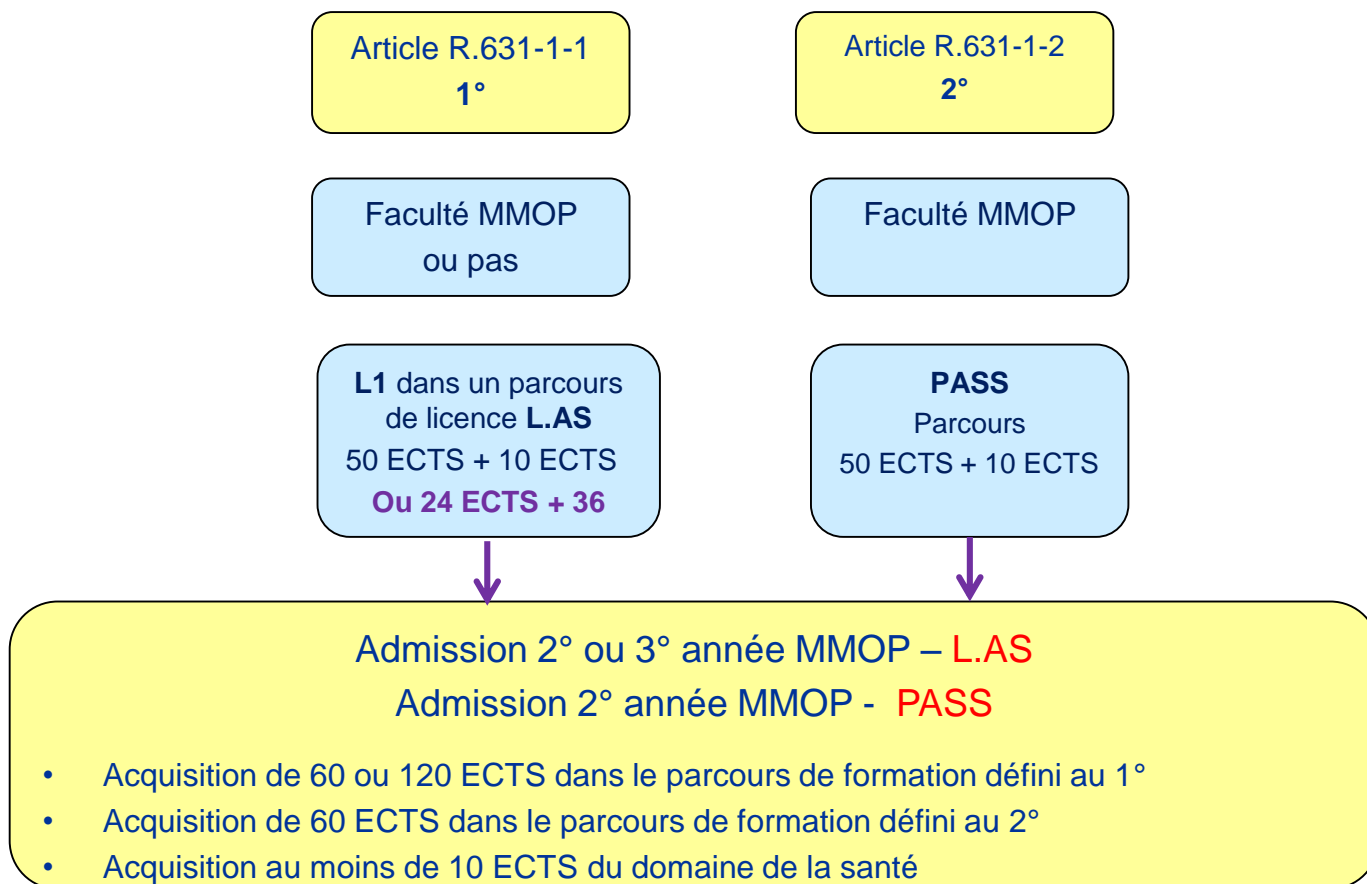 Article R.631-1-1
1°
Article R.631-1-2
2°
Faculté MMOP
ou pas
Faculté MMOP
L1 dans un parcours
de licence L.AS
50 ECTS + 10 ECTS
Ou 24 ECTS + 36
PASS
Parcours
50 ECTS + 10 ECTS
Admission 2° ou 3° année MMOP – L.AS
Admission 2° année MMOP - PASS
• Acquisition de 60 ou 120 ECTS dans le parcours de formation défini au 1°
• Acquisition de 60 ECTS dans le parcours de formation défini au 2°
• Acquisition au moins de 10 ECTS du domaine de la santé